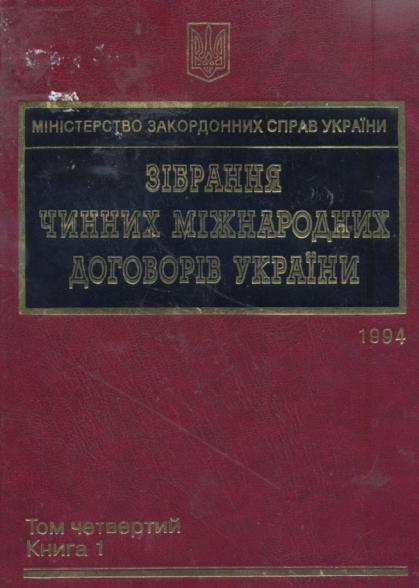 МІНІСТЕРСТВО ЗАКОРДОННИХ СПРАВ УКРАЇНИ
ЗІБРАННЯ
ЧИННИХ МІЖНАРОДНИХ
ДОГОВОРІВ УКРАЇНИ
1994
Том четвертий
Книга 1